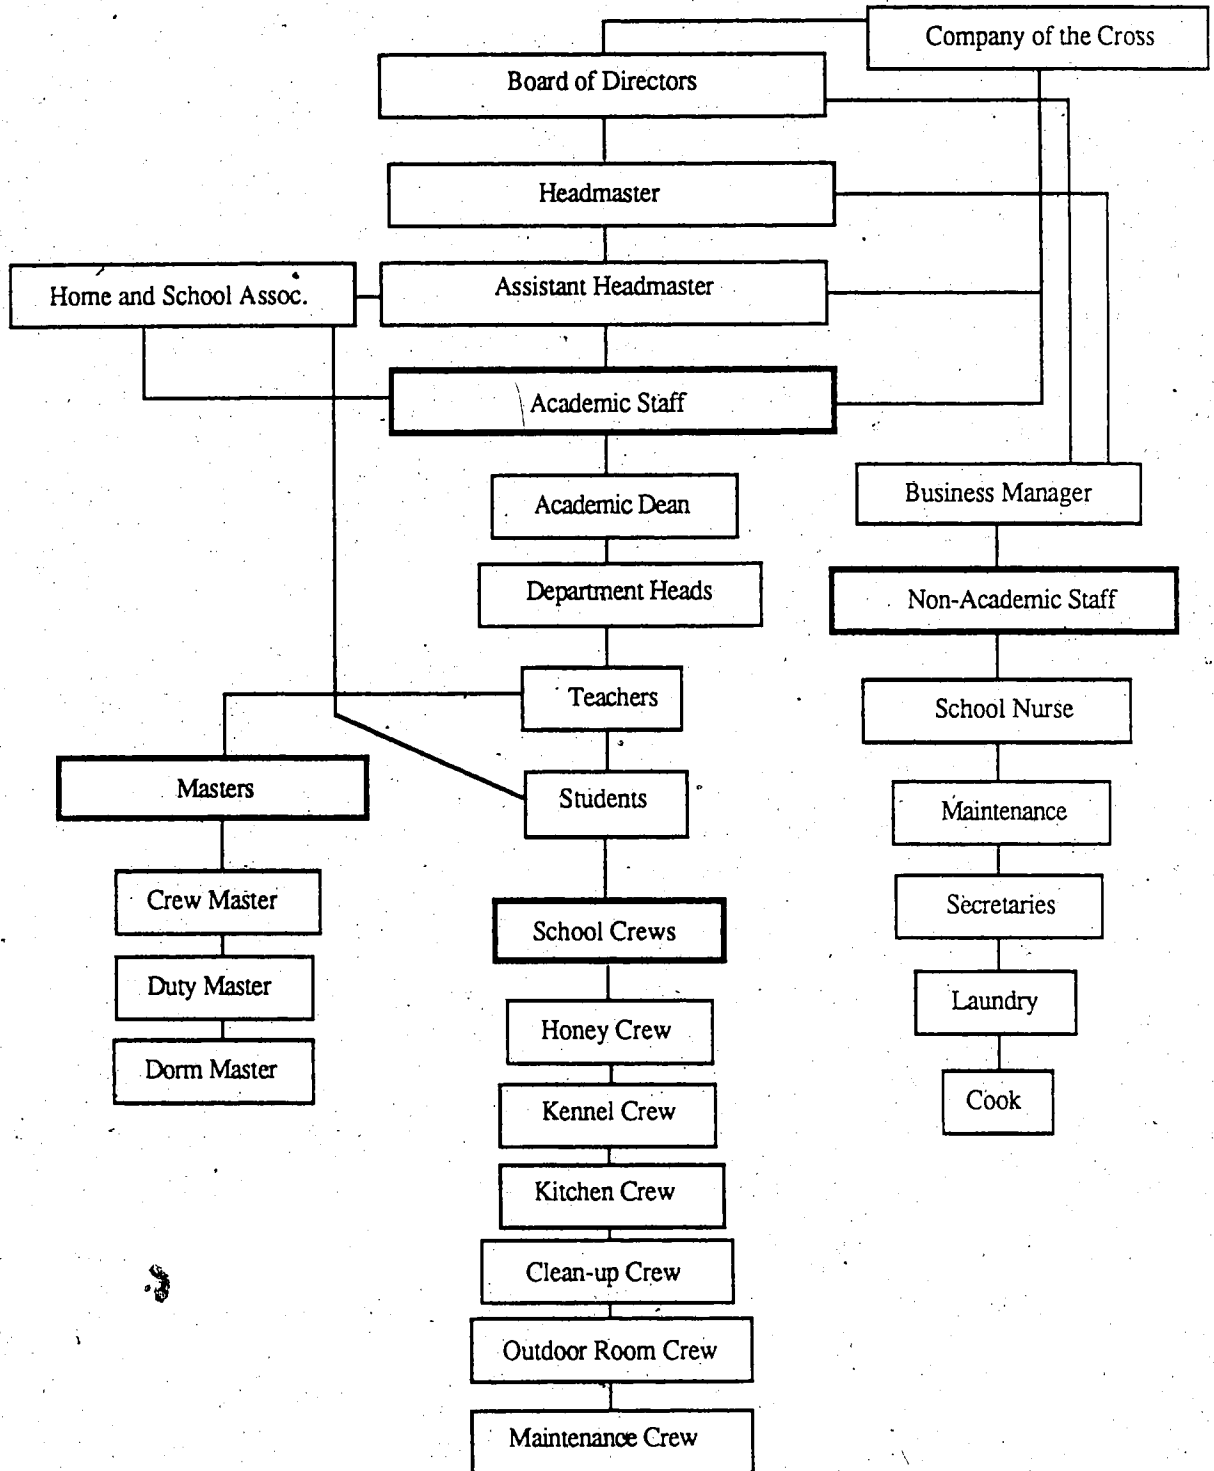 Company of the Cross
Board of Directors
Headmaster
Home and School Assoc.
Assistant Headmaster
Academic Staff
Academic Dean
Business Manager
Department Heads
Non-Academic Staff
Teachers
School Nurse
Masters
Students
Maintenance
Crew Master
School Crews
Secretaries
Duty Master
Honey Crew
Laundry
Dorm Master
Kennel Crew
Cook
Kitchen Crew
Clean-up Crew
Outdoor Room Crew
Maintenance Crew